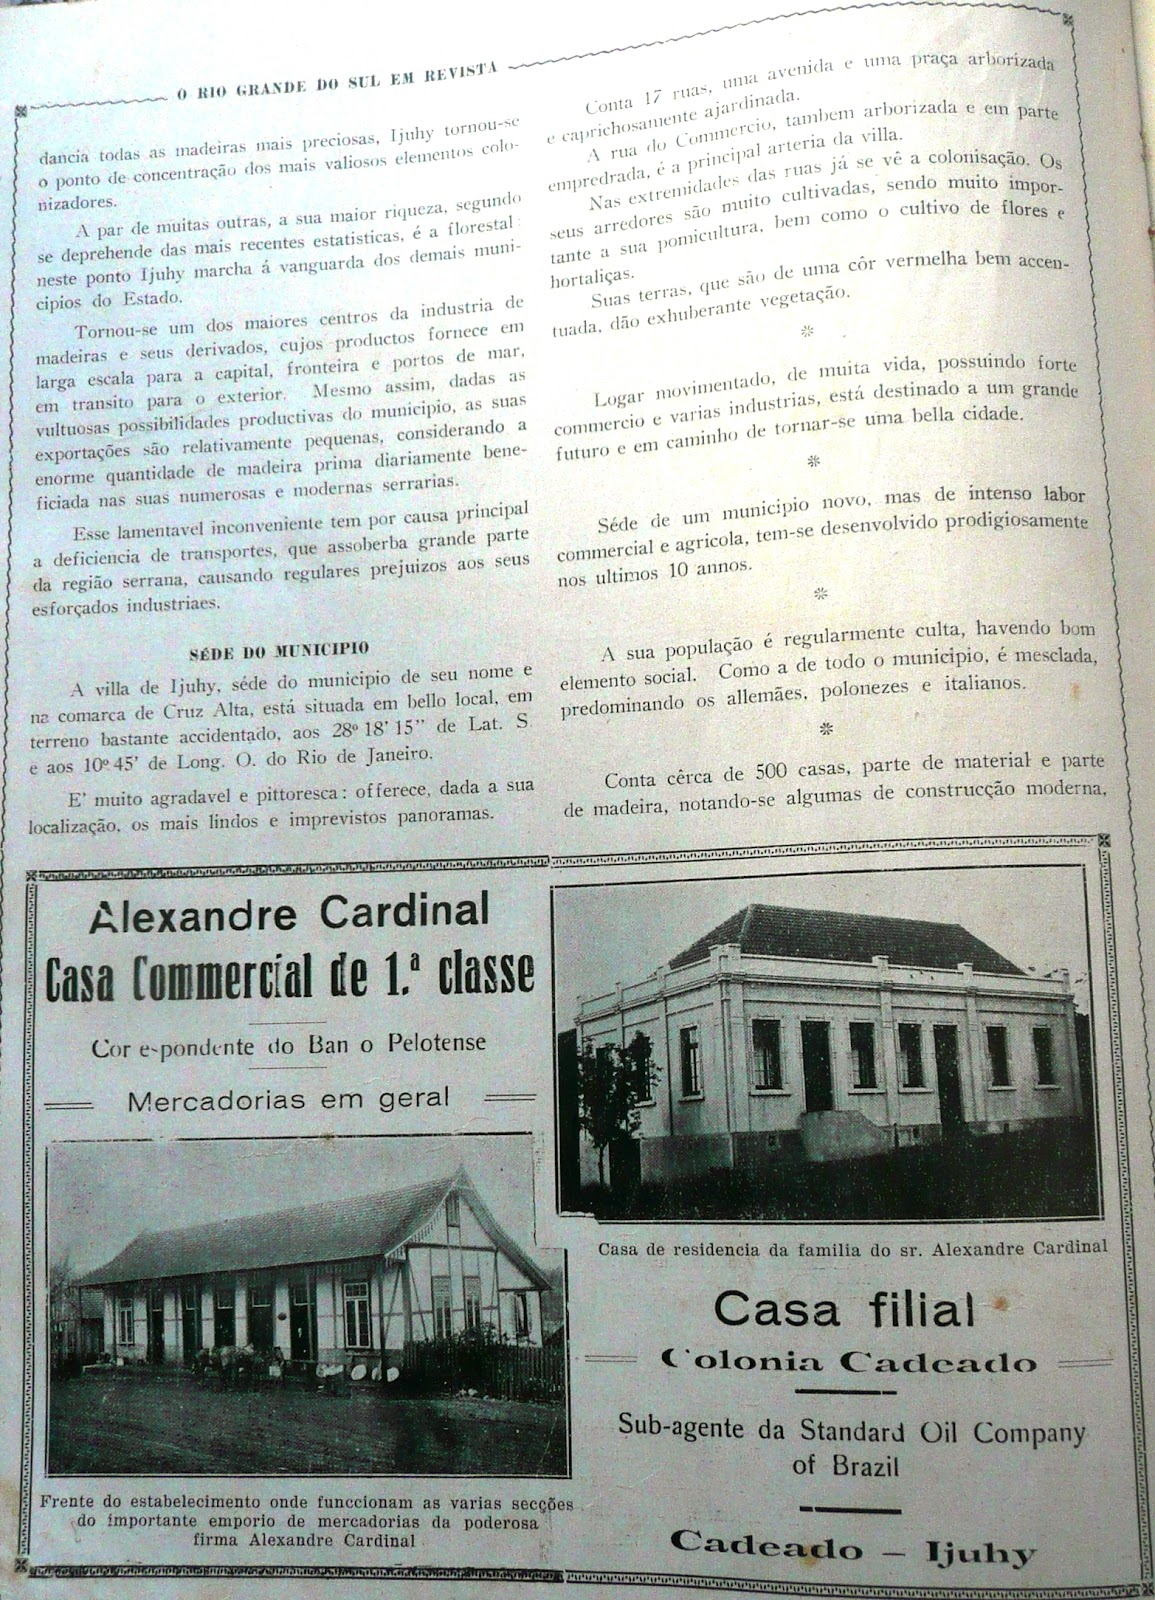 O RIO GRANDE DO SUL EM REVISTA
dancia todas as madeiras mais preciosas, Ijuhy tornou-se
o ponto de concentração dos mais valiosos elementos colo-
nizadores.
A par de muitas outras, a sua maior riqueza, segundo
se deprehende das mais recentes estatisticas, é a florestal:
neste ponto Ijuhy marcha á vanguarda dos demais muni-
cipios do Estado.
Tornou-se um dos maiores centros da industria de
madeiras e seus derivados, cujos productos fornece em
larga escala para a capital, fronteira e portos de mar,
em transito para o exterior. Mesmo assim, dadas as
vultuosas possibilidades productivas do municipio, as suas
exportações são relativamente pequenas, considerando a
enorme quantidade de madeira prima diariamente bene-
ficiada nas suas numerosas e modernas serrarias.
Esse lamentavel inconveniente tem por causa principal
a deficiencia de transportes, que assoberba grande parte
da região serrana, causando regulares prejuizos aos seus
esforçados industriaes.
SÉDE DO MUNICIPIO
A villa de Ijuhy, séde do municipio de seu nome e
na comarca de Cruz Alta, está situada em bello local, em
terreno bastante accidentado, aos 28º 18' 15" de Lat. S.
e aos 10º 45' de Long. O. do Rio de Janeiro.
E' muito agradavel e pittoresca: offerece, dada a sua
localização, os mais lindos e imprevistos panoramas.
Conta 17 ruas, uma avenida e uma praça arborizada
e caprichosamente ajardinada.
A rua do Commercio, tambem arborizada e em parte
empredrada, é a principal arteria da villa.
Nas extremidades das ruas já se vê a colonisação. Os
seus arredores são muito cultivadas, sendo muito impor-
tante a sua pomicultura, bem como o cultivo de flores e
hortaliças.
Suas terras, que são de uma côr vermelha bem accen-
tuada, dão exhuberante vegetação.
Logar movimentado, de muita vida, possuindo forte
commercio e varias industrias, está destinado a um grande
futuro e em caminho de tornar-se uma bella cidade.
Séde de um municipio novo, mas de intenso labor
commercial e agricola, tem-se desenvolvido prodigiosamente
nos ultimos 10 annos.
A sua população é regularmente culta, havendo bom
elemento social. Como a de todo o municipio, é mesclada,
predominando os allemães, polonezes e italianos.
Conta cêrca de 500 casas, parte de material e parte
de madeira, notando-se algumas de construcção moderna,
Alexandre Cardinal
Casa Commercial de 1.ª classe
Cor e-pondente do Ban o Pelotense
Mercadorias em geral
Frente do estabelecimento onde funccionam as varias secções
do importante emporio de mercadorias da poderosa
firma Alexandre Cardinal
Casa de residencia da familia do sr. Alexandre Cardinal
Casa filial
Colonia Cadeado
Sub-agente da Standard Oil Company
of Brazil
Cadeado – Ijuhy